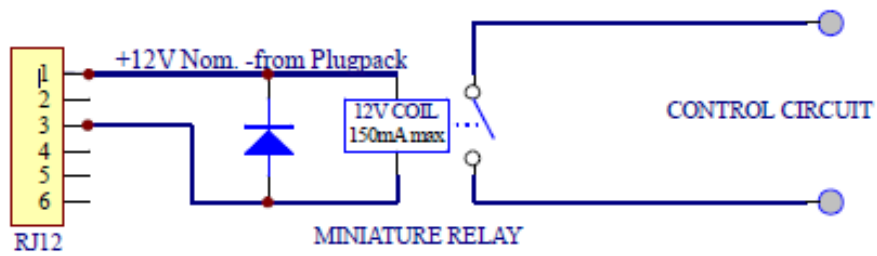 +12V Nom. -from Plugpack
1
2
3
4
5
6
RJ12
12V COIL
150mA max
MINIATURE RELAY
CONTROL CIRCUIT